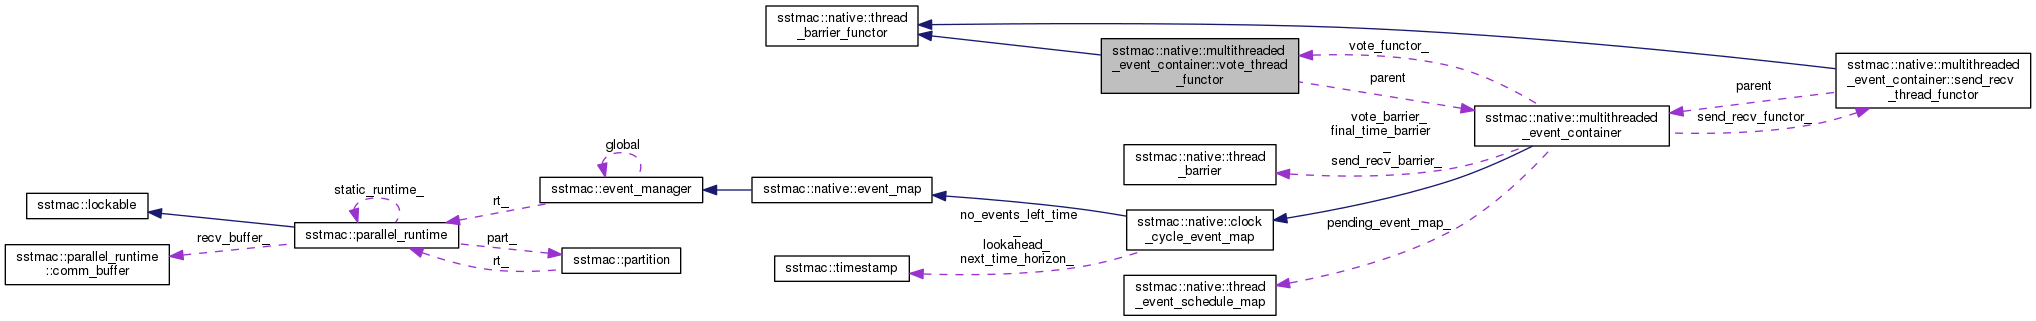 sstmac::native::thread
_barrier_functor
sstmac::native::multithreaded
_event_container::vote_thread
_functor
vote_functor_
parent
sstmac::native::multithreaded
_event_container::send_recv
_thread_functor
parent
send_recv_functor_
sstmac::native::multithreaded
_event_container
vote_barrier_
final_time_barrier
_
send_recv_barrier_
sstmac::native::thread
_barrier
global
sstmac::event_manager
sstmac::native::event_map
static_runtime_
rt_
sstmac::lockable
sstmac::parallel_runtime
recv_buffer_
part_
rt_
sstmac::parallel_runtime
::comm_buffer
sstmac::partition
no_events_left_time
_
lookahead_
next_time_horizon_
sstmac::native::clock
_cycle_event_map
pending_event_map_
sstmac::timestamp
sstmac::native::thread
_event_schedule_map